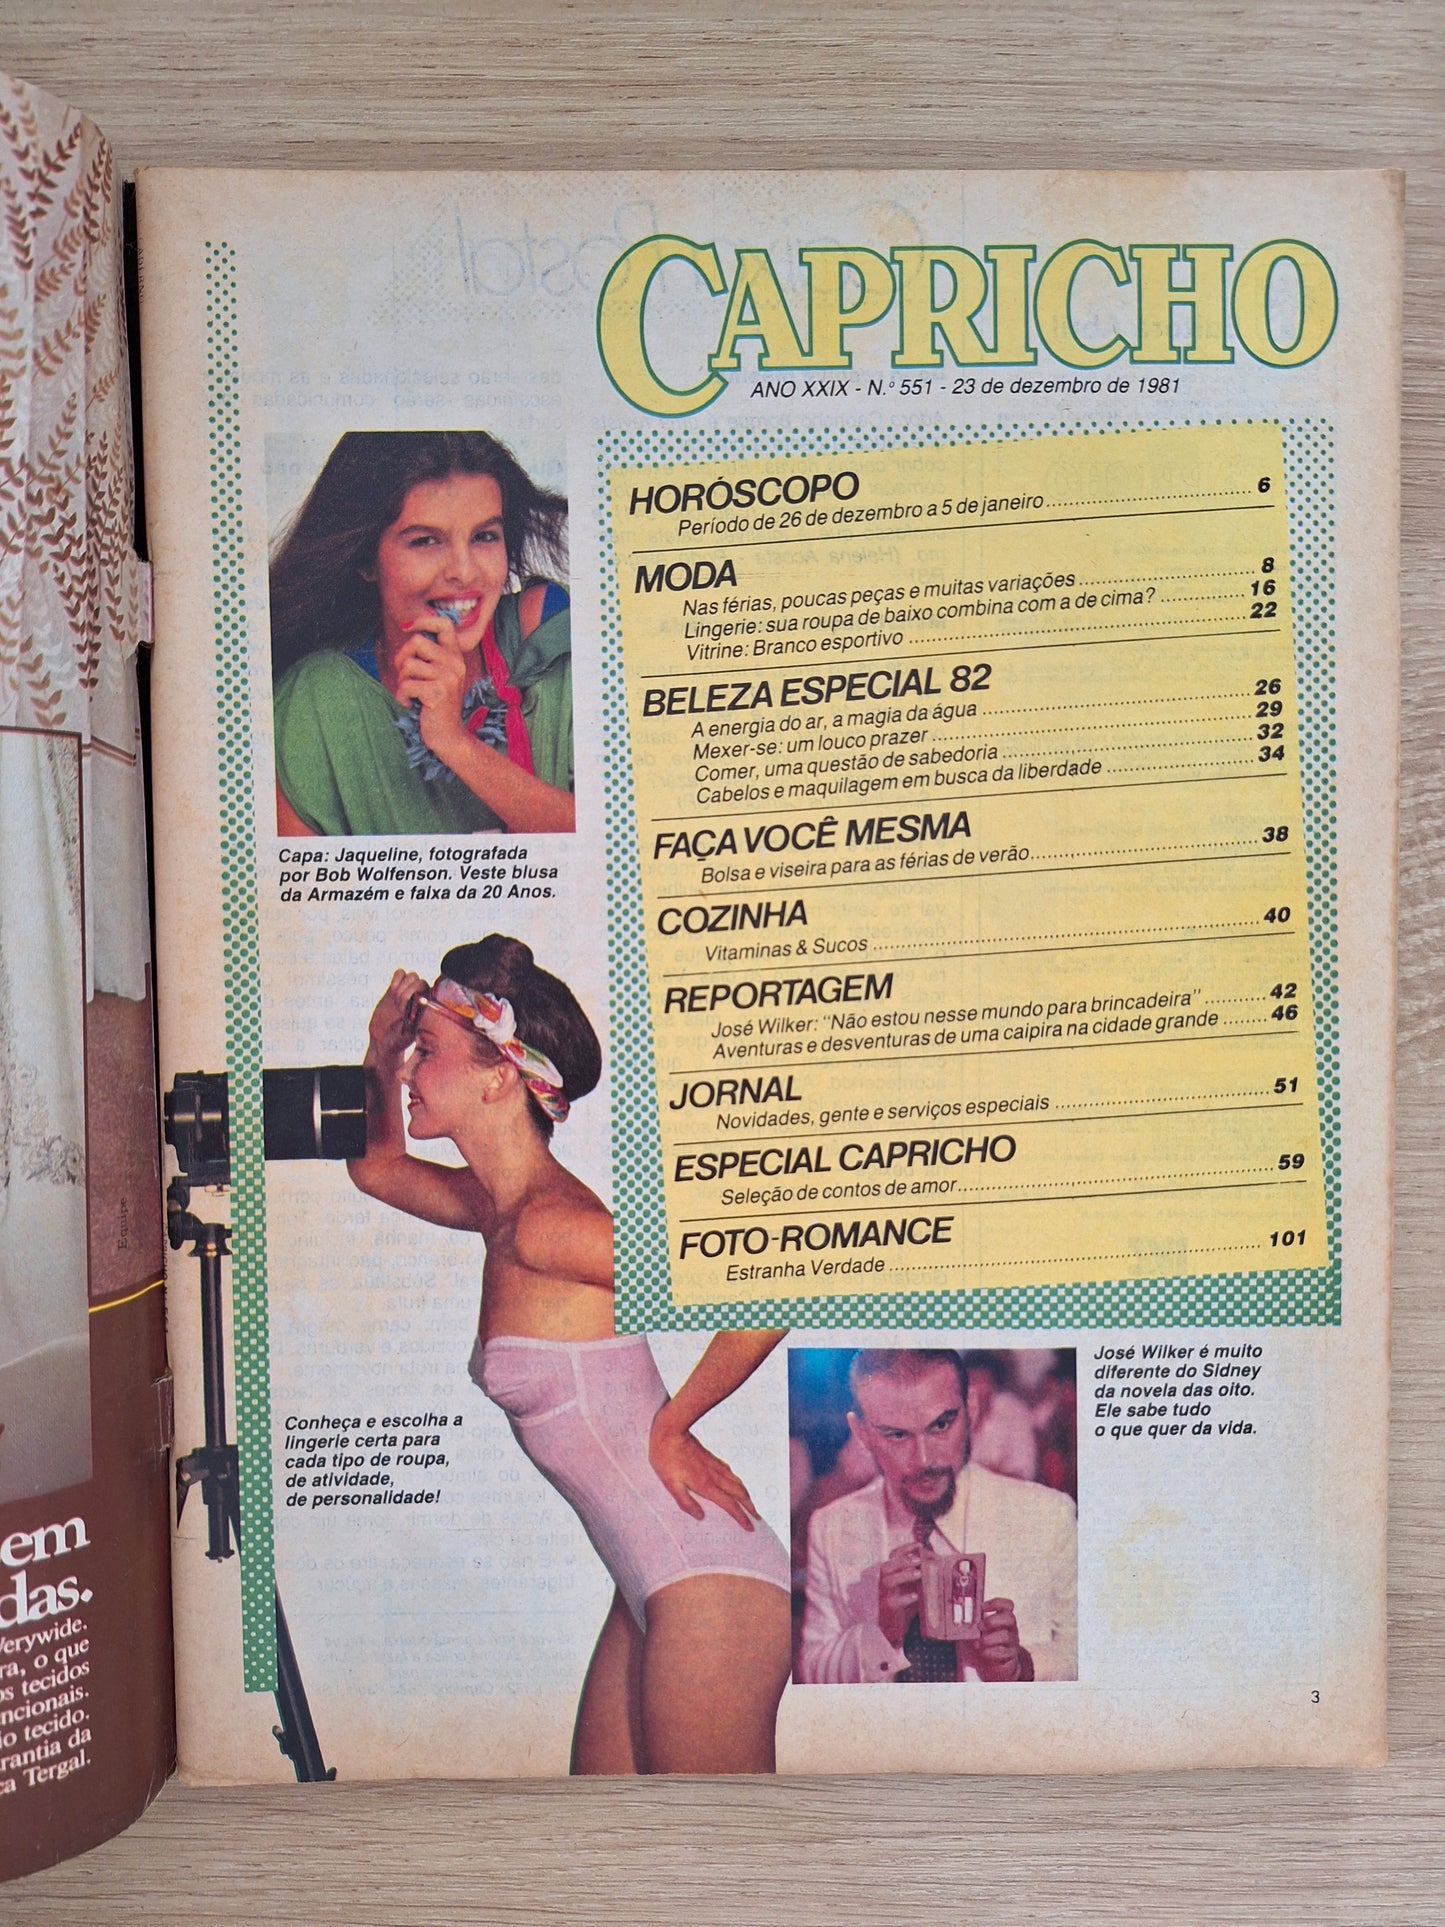 CAPRICHO
ANO XXIX - N.º 551 - 23 de dezembro de 1981
HORÓSCOPO
Período de 26 de dezembro a 5 de janeiro 6
MODA
Nas férias, poucas peças e muitas variações 8
Lingerie: sua roupa de baixo combina com a de cima? 16
Vitrine: Branco esportivo 22
BELEZA ESPECIAL 82
A energia do ar, a magia da água 26
Mexer-se: um louco prazer 29
Comer, uma questão de sabedoria 32
Cabelos e maquilagem em busca da liberdade 34
FAÇA VOCÊ MESMA
Bolsa e viseira para as férias de verão 38
COZINHA
Vitaminas & Sucos 40
REPORTAGEM
José Wilker: "Não estou nesse mundo para brincadeira" 42
Aventuras e desventuras de uma caipira na cidade grande 46
JORNAL
Novidades, gente e serviços especiais 51
ESPECIAL CAPRICHO
Seleção de contos de amor 59
FOTO-ROMANCE
Estranha Verdade 101
Capa: Jaqueline, fotografada
por Bob Wolfenson. Veste blusa
da Armazém e faixa da 20 Anos.
Conheça e escolha a
lingerie certa para
cada tipo de roupa,
de atividade,
de personalidade!
José Wilker é muito
diferente do Sidney
da novela das oito.
Ele sabe tudo
o que quer da vida.
3
Equipe
em
das.
Verywide.
ra, o que
os tecidos
ncionais.
io tecido.
rantia da
ca Tergal.